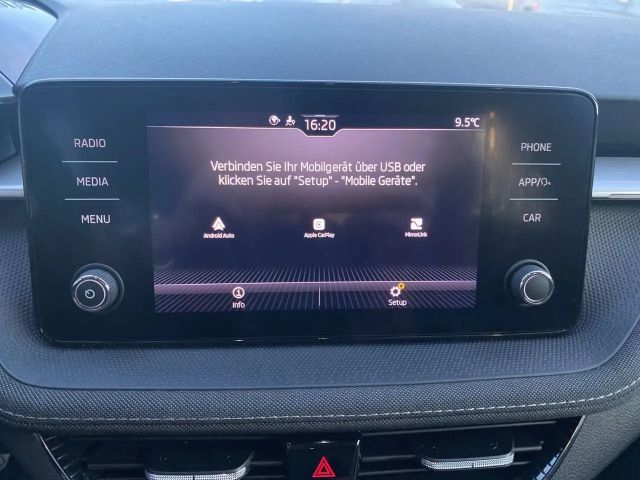 16:20
9.5°C
RADIO
MEDIA
MENU
Verbinden Sie Ihr Mobilgerät über USB oder
klicken Sie auf "Setup" - "Mobile Geräte".
Android Auto
Apple CarPlay
MirrorLink
Info
Setup
PHONE
APP/
CAR